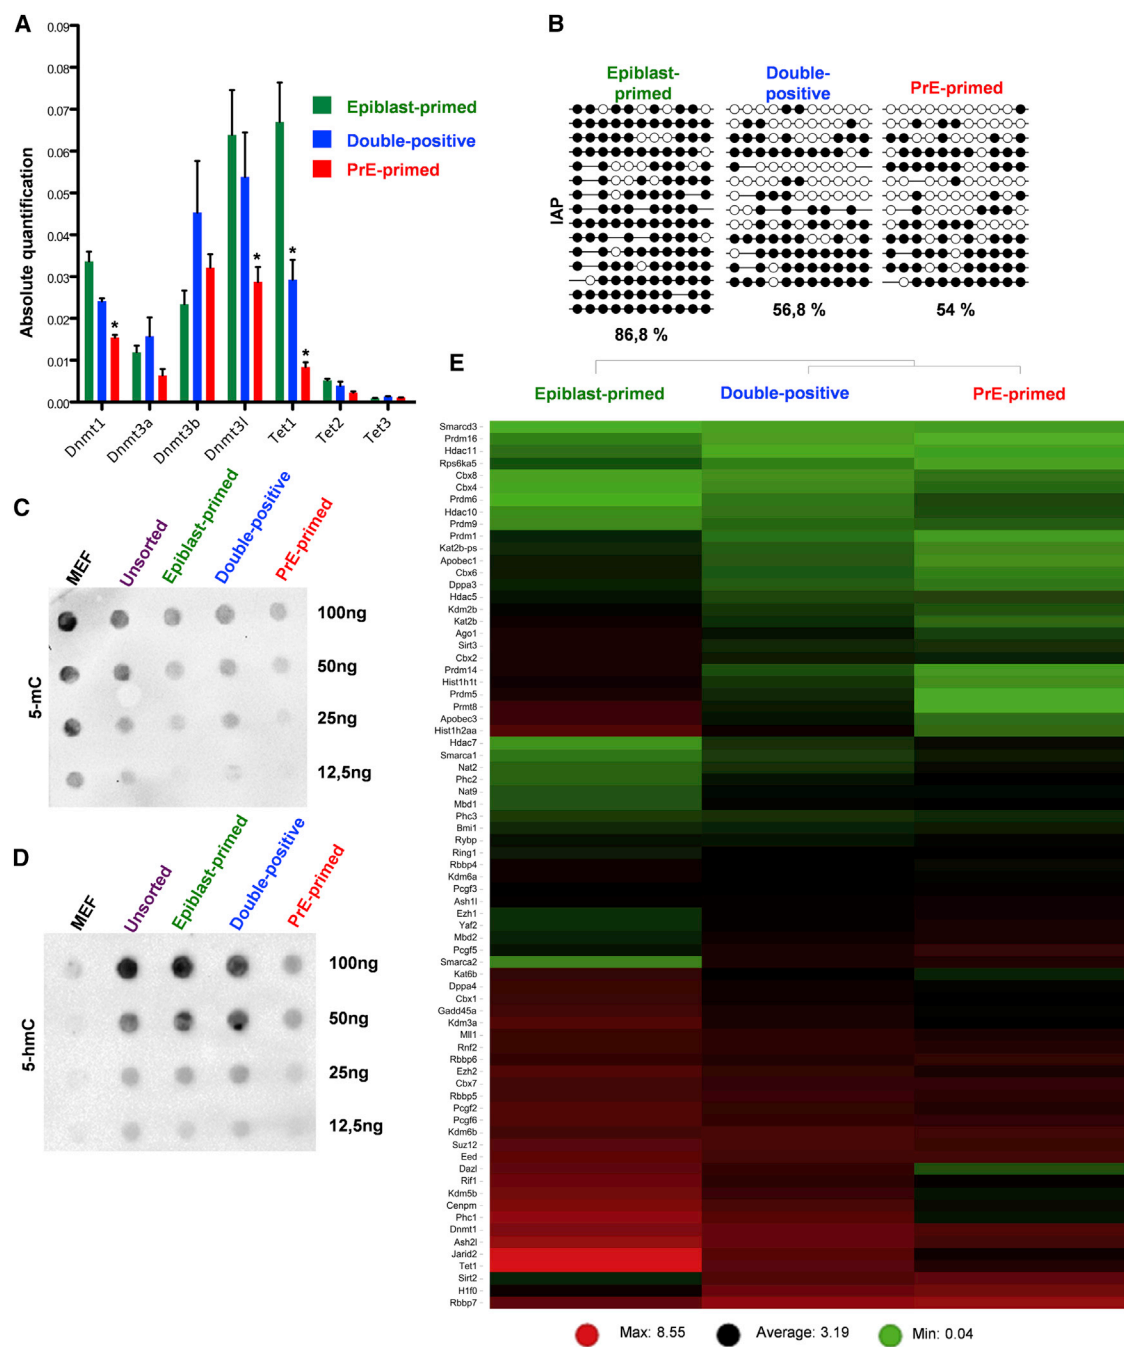 A
0.09
0.08
0.07
0.06
0.05
0.04
0.03
0.02
0.01
0.00
Absolute quantification
Epiblast-primed
Double-positive
PrE-primed
*
*
*
*
Dnmt1
Dnmt3a
Dnmt3b
Dnmt3l
Tet1
Tet2
Tet3
B
Epiblast-
primed
Double-
positive
PrE-primed
IAP
86,8 %
56,8 %
54 %
C
MEF
Unsorted
Epiblast-primed
Double-positive
PrE-primed
5-mC
100ng
50ng
25ng
12,5ng
D
MEF
Unsorted
Epiblast-primed
Double-positive
PrE-primed
5-hmC
100ng
50ng
25ng
12,5ng
E
Epiblast-primed
Double-positive
PrE-primed
Smarcd3
Prdm16
Hdac11
Rps6ka5
Cbx8
Cbx4
Prdm6
Hdac10
Prdm9
Prdm1
Kat2b-ps
Apobec1
Cbx6
Dppa3
Hdac5
Kdm2b
Kat2b
Ago1
Sirt3
Cbx2
Prdm14
Hist1h1t
Prdm5
Prmt8
Apobec3
Hist1h2aa
Hdac7
Smarca1
Nat2
Phc2
Nat9
Mbd1
Phc3
Bmi1
Rybp
Ring1
Rbbp4
Kdm6a
Pcgf3
Ash1l
Ezh1
Yaf2
Mbd2
Pcgf5
Smarca2
Kat6b
Dppa4
Cbx1
Gadd45a
Kdm3a
Mll1
Rnf2
Rbbp6
Ezh2
Cbx7
Rbbp5
Pcgf2
Pcgf6
Kdm6b
Suz12
Eed
Dazl
Rif1
Kdm5b
Cenpm
Phc1
Dnmt1
Ash2l
Jarid2
Tet1
Sirt2
H1f0
Rbbp7
Max: 8.55
Average: 3.19
Min: 0.04